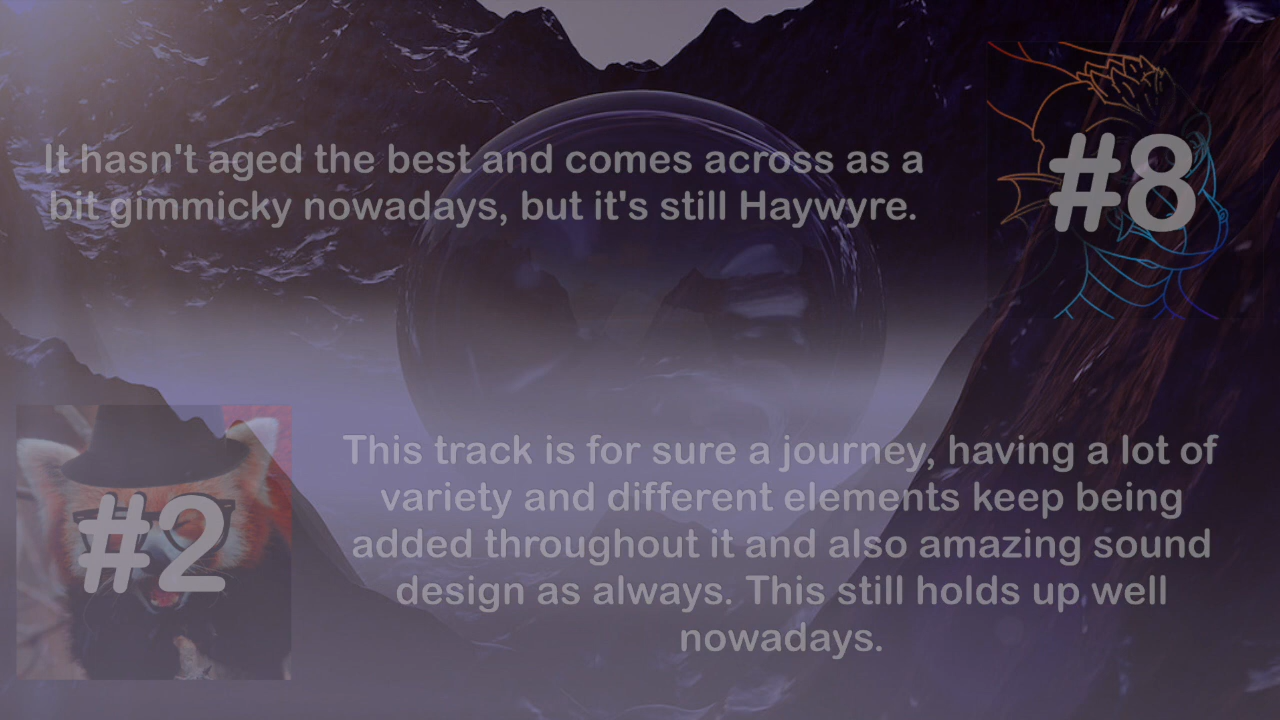 It hasn't aged the best and comes across as a
bit gimmicky nowadays, but it's still Haywyre.
#8
#2
This track is for sure a journey, having a lot of
variety and different elements keep being
added throughout it and also amazing sound
design as always. This still holds up well
nowadays.